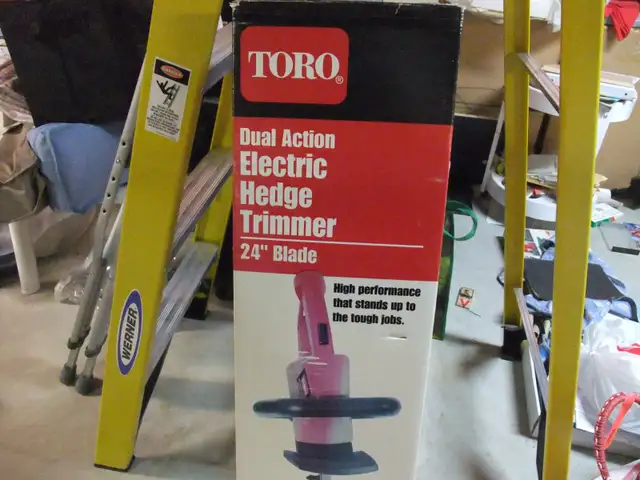 TORO®
Dual Action
Electric
Hedge
Trimmer
24" Blade
High performance
that stands up to
the tough jobs.
WERNER